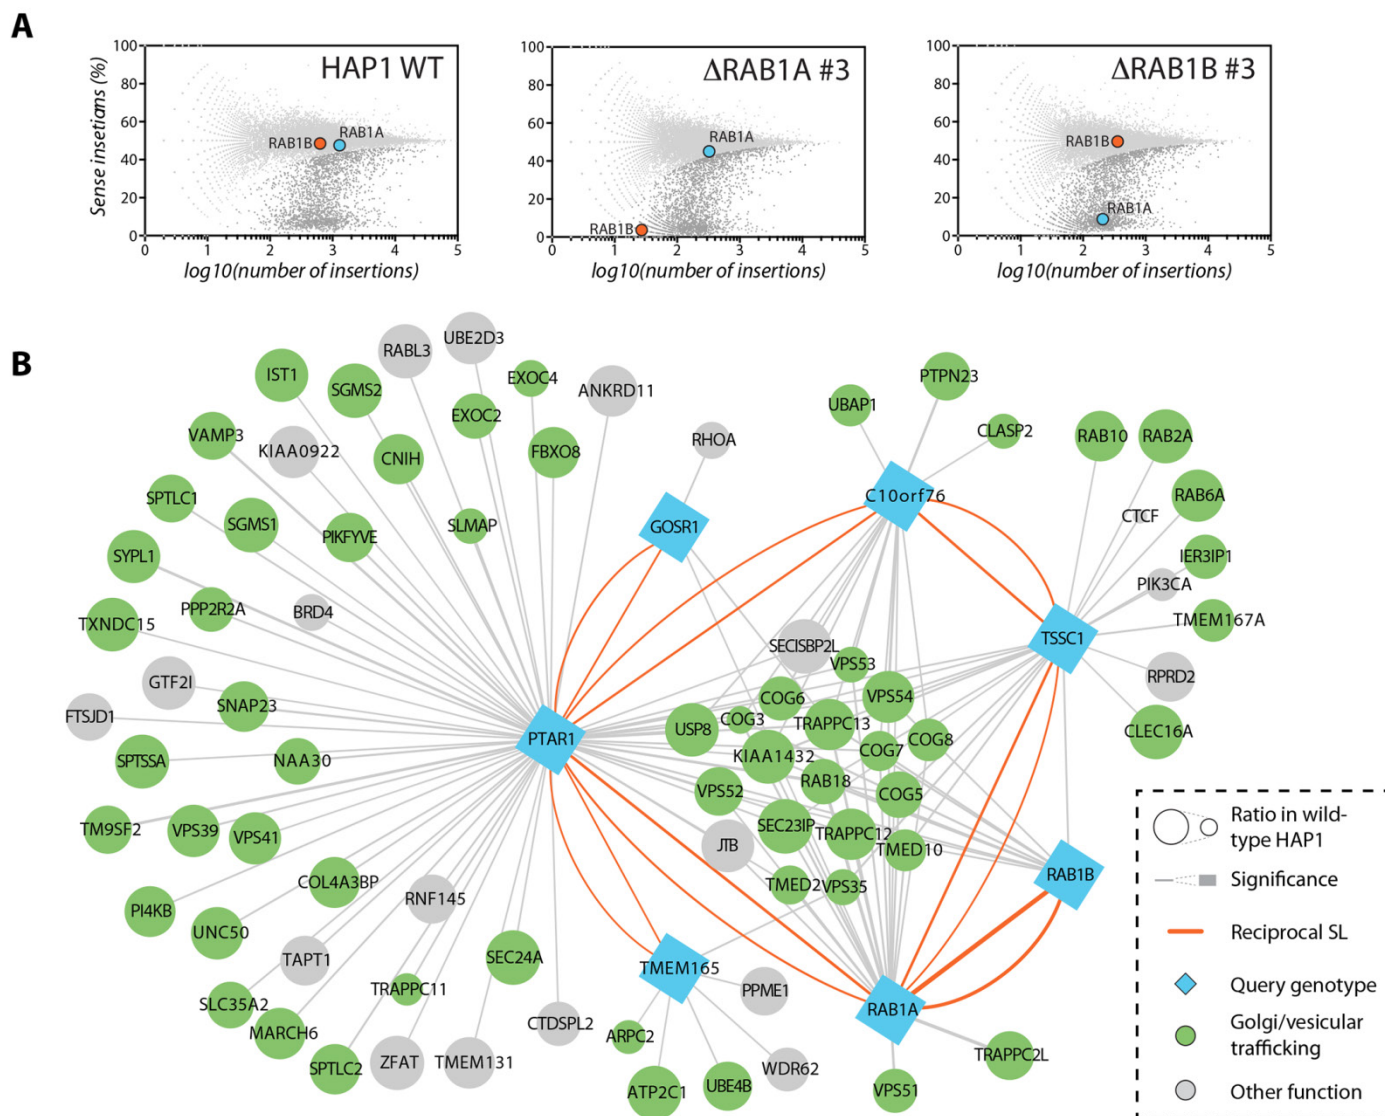 A
HAP1 WT
ΔRAB1A #3
ΔRAB1B #3
Sense insetians (%)
100
80
60
40
20
0
RAB1B
RAB1A
0
1
2
3
4
5
log10(number of insertions)
100
80
60
40
20
0
RAB1A
RAB1B
0
1
2
3
4
5
log10(number of insertions)
100
80
60
40
20
0
RAB1B
RAB1A
0
1
2
3
4
5
log10(number of insertions)
B
IST1
SGMS2
RABL3
UBE2D3
EXOC4
EXOC2
ANKRD11
VAMP3
KIAA0922
CNIH
FBXO8
RHOA
SPTLC1
SGMS1
PIKFYVE
SLMAP
GOSR1
SYPL1
PPP2R2A
BRD4
TXNDC15
GTF2I
SNAP23
FTSJD1
SPTSSA
NAA30
PTAR1
TM9SF2
VPS39
VPS41
COL4A3BP
RNF145
PI4KB
UNC50
TAPT1
SEC24A
SLC35A2
TRAPPC11
MARCH6
SPTLC2
ZFAT
TMEM131
CTDSPL2
UBAP1
PTPN23
CLASP2
C10orf76
RAB10
RAB2A
RAB6A
CTCF
IER3IP1
PIK3CA
TMEM167A
TSSC1
RPRD2
CLEC16A
SECISBP2L
VPS53
COG6
VPS54
USP8
COG3
TRAPPC13
COG8
KIAA1432
COG7
VPS52
RAB18
COG5
SEC23IP
TRAPPC12
TMED10
JTB
TMED2
VPS35
RAB1B
TMEM165
PPME1
RAB1A
ARPC2
WDR62
ATP2C1
UBE4B
VPS51
TRAPPC2L
Ratio in wild-
type HAP1
Significance
Reciprocal SL
Query genotype
Golgi/vesicular
trafficking
Other function